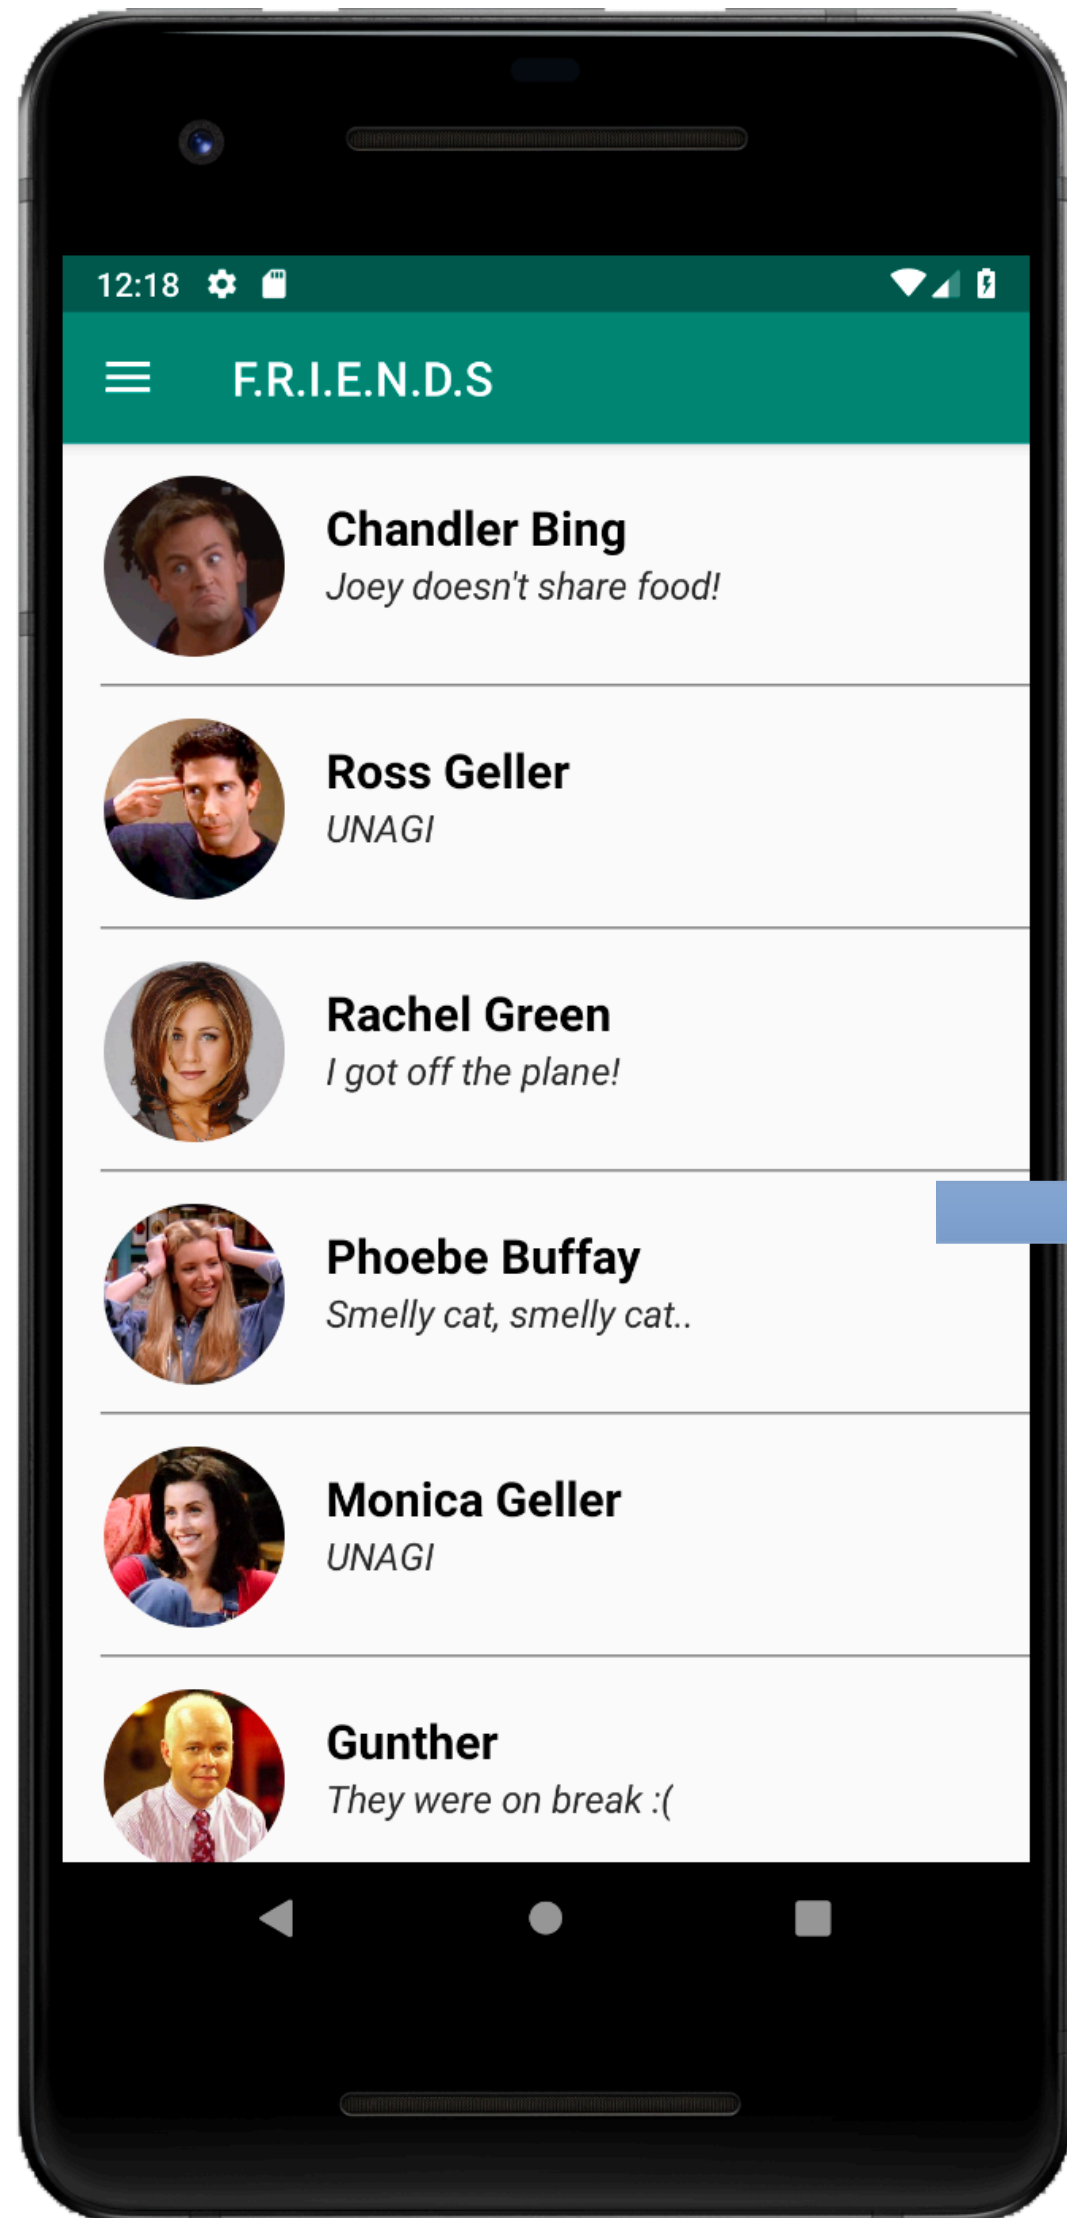 12:18
F.R.I.E.N.D.S
Chandler Bing
Joey doesn't share food!
Ross Geller
UNAGI
Rachel Green
I got off the plane!
Phoebe Buffay
Smelly cat, smelly cat..
Monica Geller
UNAGI
Gunther
They were on break :(